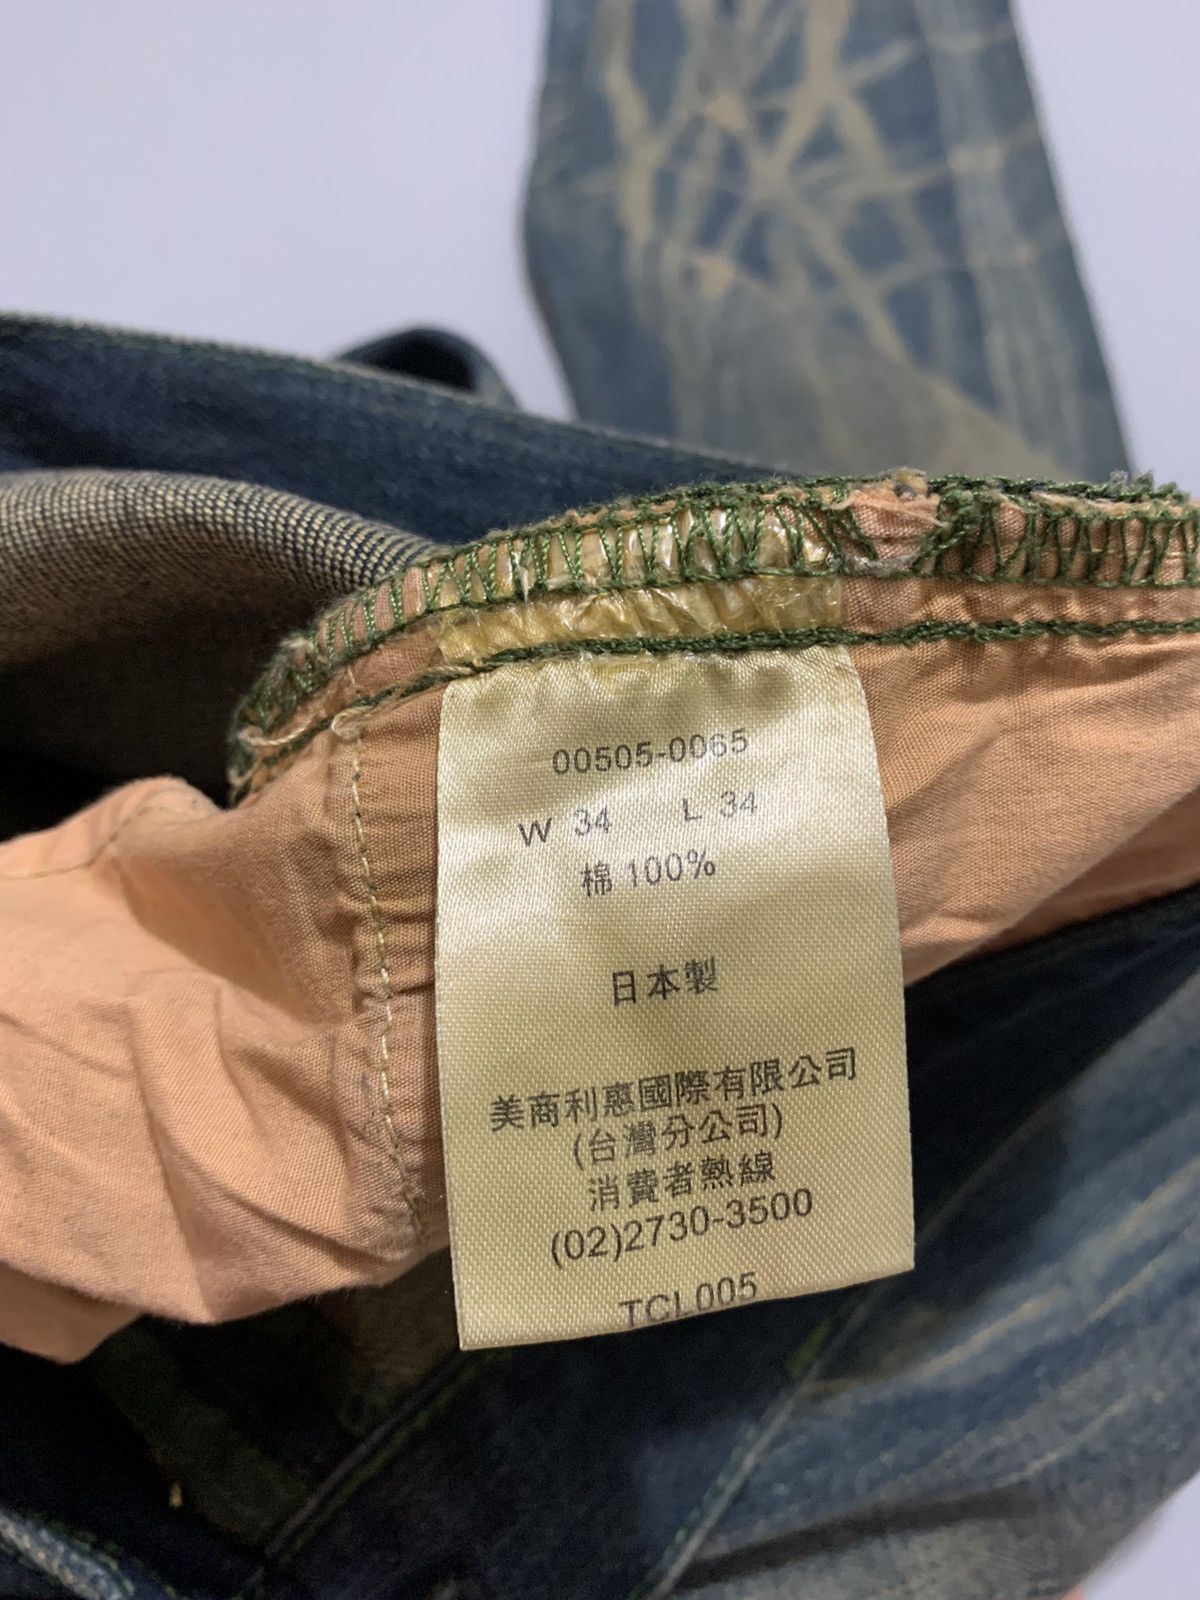 00505-0065
W 34 L 34
棉 100%
日本製
美商利惠國際有限公司
(台灣分公司)
消費者熱線
(02)2730-3500
TCL005